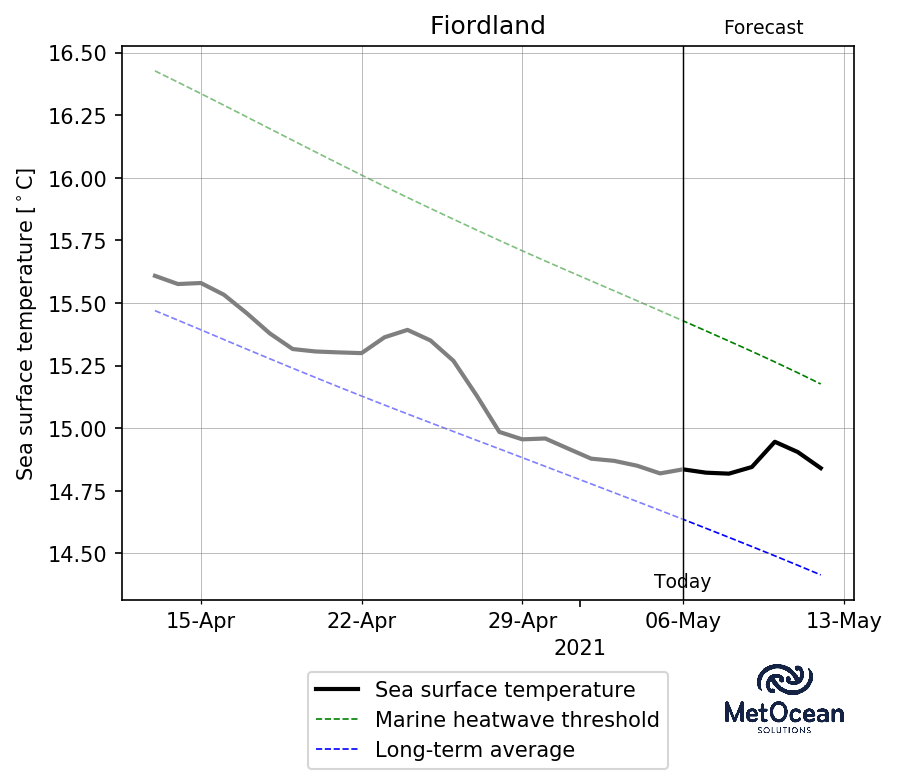 Fiordland
Forecast
Sea surface temperature [°C]
16.50
16.25
16.00
15.75
15.50
15.25
15.00
14.75
14.50
Today
15-Apr 22-Apr 29-Apr 06-May 13-May
2021
Sea surface temperature
Marine heatwave threshold
Long-term average
MetOcean
SOLUTIONS